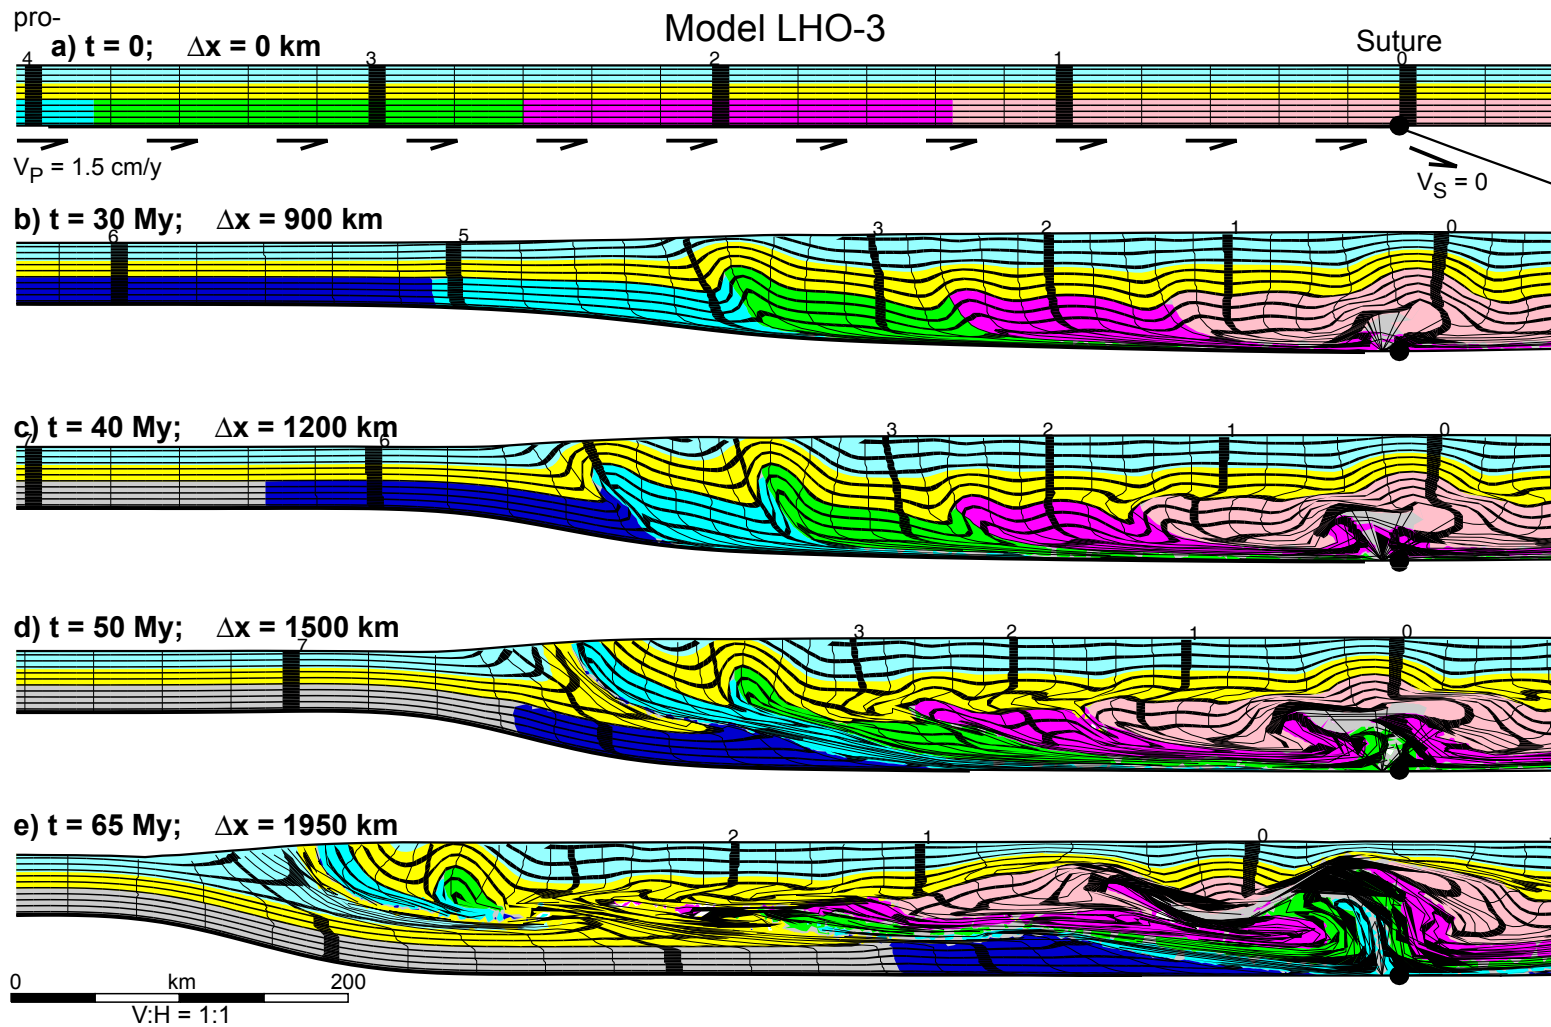 pro-
Model LHO-3
a) t = 0; Δx = 0 km
Suture
4 3 2 1 0
V_P = 1.5 cm/y
V_S = 0
b) t = 30 My; Δx = 900 km
6 5 3 2 1 0
c) t = 40 My; Δx = 1200 km
7 6 3 2 1 0
d) t = 50 My; Δx = 1500 km
7 3 2 1 0
e) t = 65 My; Δx = 1950 km
2 1 0
0 km 200
V:H = 1:1